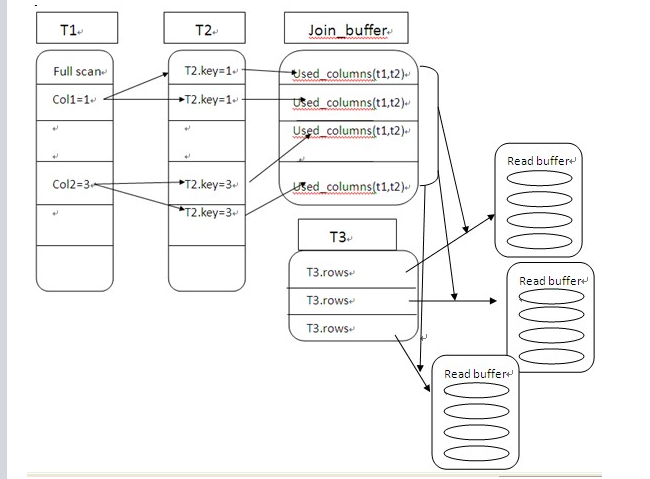 T1
T2
Join_buffer
Full scan
T2.key=1
Used_columns(t1,t2)
Col1=1
T2.key=1
Used_columns(t1,t2)
Used_columns(t1,t2)
Col2=3
T2.key=3
Used_columns(t1,t2)
T2.key=3
Read buffer
T3
T3.rows
T3.rows
T3.rows
Read buffer
Read buffer